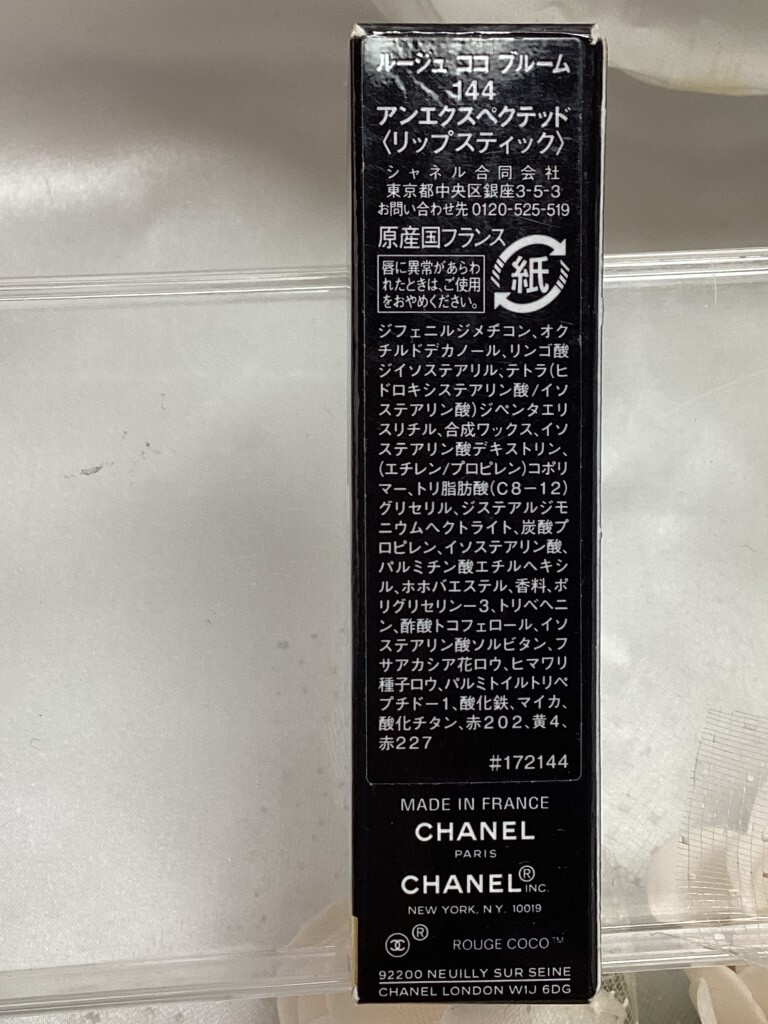 ルージュ ココ ブルーム
144
アンエクスペクテッド
〈リップスティック〉
シャネル合同会社
東京都中央区銀座3-5-3
お問い合わせ先 0120-525-519
原産国フランス
唇に異常があらわ
れたときは、ご使用
をおやめください。
紙
ジフェニルジメチコン、オク
チルドデカノール、リンゴ酸
ジイソステアリル、テトラ(ヒ
ドロキシステアリン酸/イソ
ステアリン酸)ジペンタエリ
スリチル、合成ワックス、イソ
ステアリン酸デキストリン、
(エチレン/プロピレン)コポリ
マー、トリ脂肪酸(C8-12)
グリセリル、ジステアルジモ
ニウムヘクトライト、炭酸プ
ロピレン、イソステアリン酸、
パルミチン酸エチルヘキシ
ル、ホホバエステル、香料、ポ
リグリセリン-3、トリベヘニ
ン、酢酸トコフェロール、イソ
ステアリン酸ソルビタン、フ
サアカシア花ロウ、ヒマワリ
種子ロウ、パルミトイルトリペ
プチド-1、酸化鉄、マイカ、
酸化チタン、赤202、黄4、
赤227
#172144
MADE IN FRANCE
CHANEL
PARIS
CHANEL® INC.
NEW YORK, N.Y. 10019
® ROUGE COCO™
92200 NEUILLY SUR SEINE
CHANEL LONDON W1J 6DG